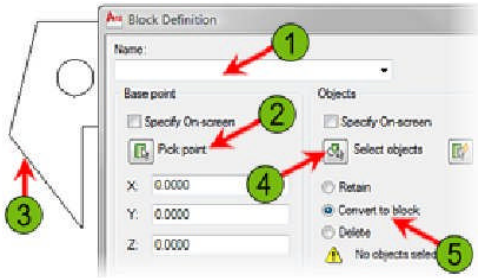 Block Definition
1
Name:
Base point
Objects
Specify On-screen
2
Specify On-screen
Pick point
Select objects
3
4
X: 0.0000
Retain
Y: 0.0000
Convert to block
Z: 0.0000
Delete
5
No objects selec